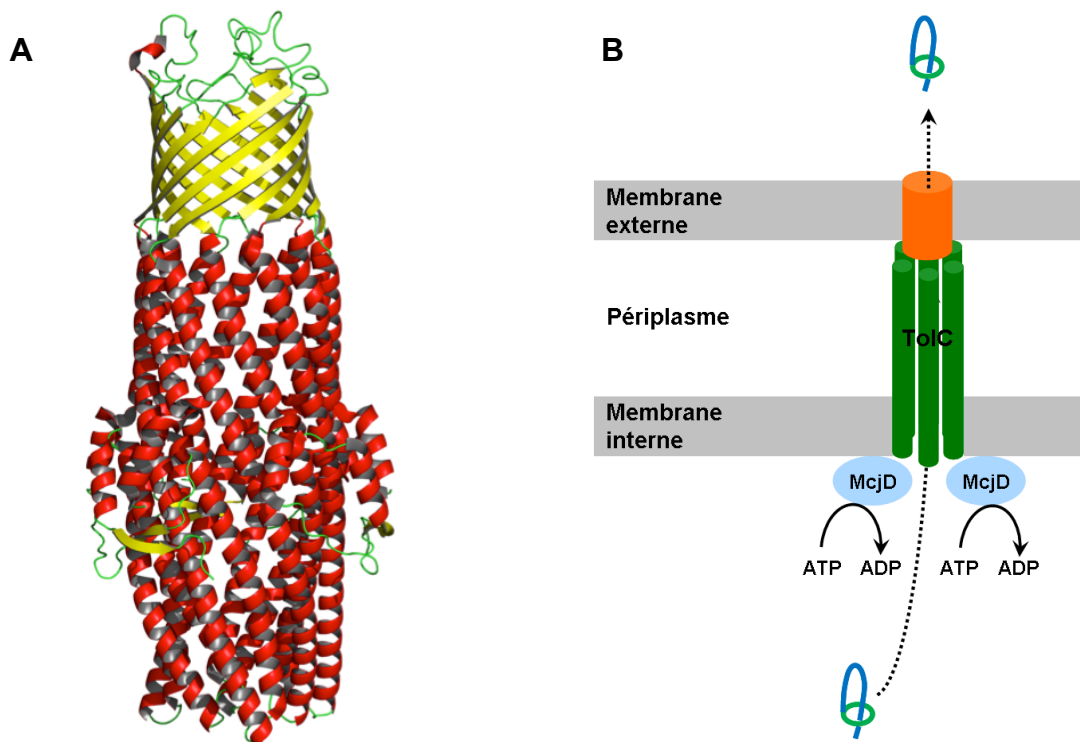 A
B
Membrane
externe
Périplasme
TolC
Membrane
interne
McjD McjD
ATP ADP ATP ADP